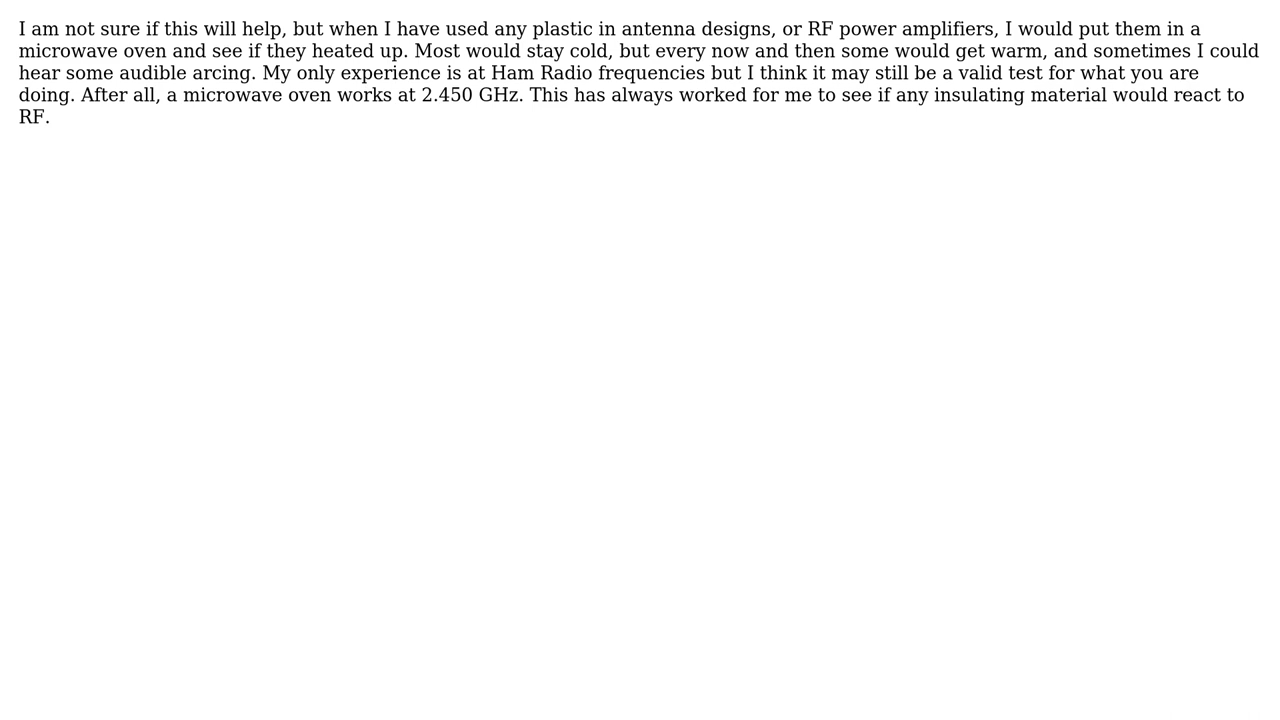 I am not sure if this will help, but when I have used any plastic in antenna designs, or RF power amplifiers, I would put them in a
microwave oven and see if they heated up. Most would stay cold, but every now and then some would get warm, and sometimes I could
hear some audible arcing. My only experience is at Ham Radio frequencies but I think it may still be a valid test for what you are
doing. After all, a microwave oven works at 2.450 GHz. This has always worked for me to see if any insulating material would react to
RF.